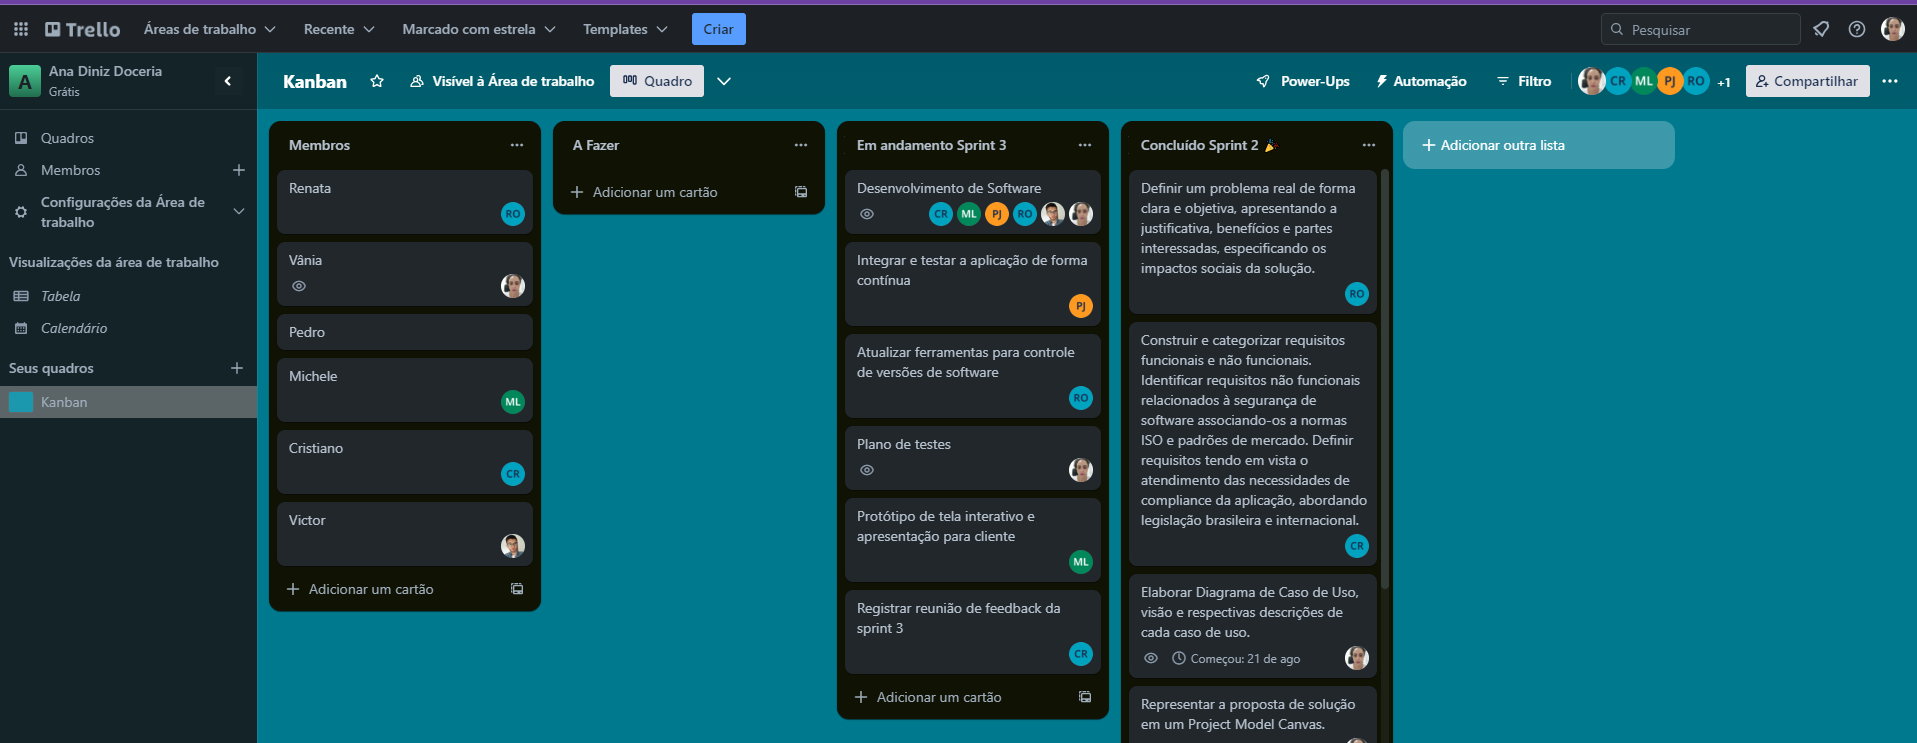 Trello
Áreas de trabalho
Recente
Marcado com estrela
Templates
Criar
Pesquisar
A
Ana Diniz Doceria
Grátis
Quadros
Membros
Configurações da Área de
trabalho
Visualizações da área de trabalho
Tabela
Calendário
Seus quadros
Kanban
Kanban
Visível à Área de trabalho
Quadro
Power-Ups
Automação
Filtro
CR
ML
PJ
RO
+1
Compartilhar
Membros
Renata
RO
Vânia
Pedro
Michele
ML
Cristiano
CR
Victor
Adicionar um cartão
A Fazer
Adicionar um cartão
Em andamento Sprint 3
Desenvolvimento de Software
CR ML PJ RO
Integrar e testar a aplicação de forma
contínua
PJ
Atualizar ferramentas para controle
de versões de software
RO
Plano de testes
Protótipo de tela interativo e
apresentação para cliente
ML
Registrar reunião de feedback da
sprint 3
CR
Adicionar um cartão
Concluído Sprint 2 🎉
Definir um problema real de forma
clara e objetiva, apresentando a
justificativa, benefícios e partes
interessadas, especificando os
impactos sociais da solução.
RO
Construir e categorizar requisitos
funcionais e não funcionais.
Identificar requisitos não funcionais
relacionados à segurança de
software associando-os a normas
ISO e padrões de mercado. Definir
requisitos tendo em vista o
atendimento das necessidades de
compliance da aplicação, abordando
legislação brasileira e internacional.
CR
Elaborar Diagrama de Caso de Uso,
visão e respectivas descrições de
cada caso de uso.
Começou: 21 de ago
Representar a proposta de solução
em um Project Model Canvas.
Adicionar outra lista